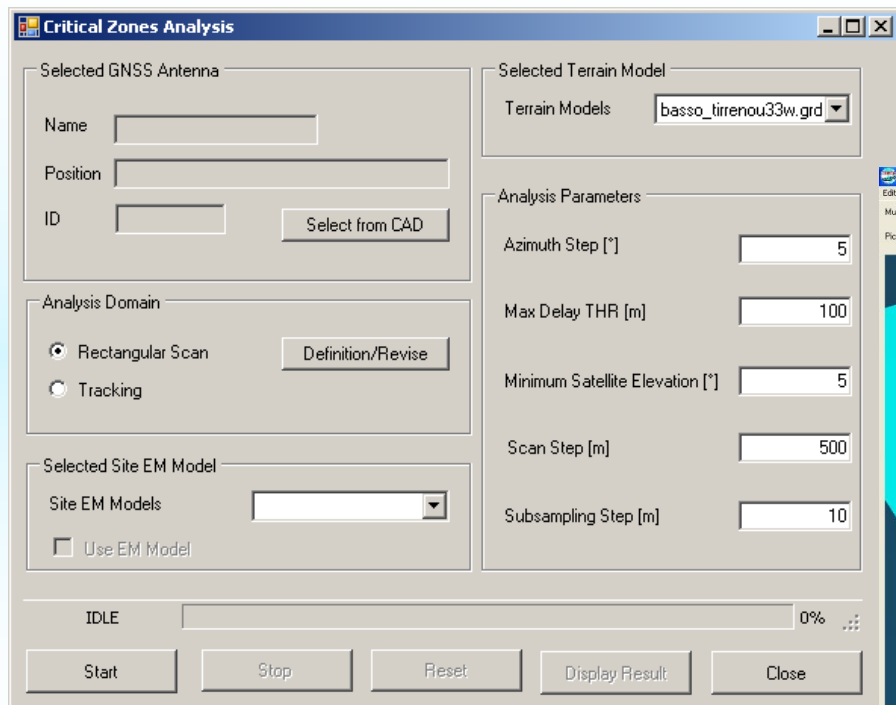 Critical Zones Analysis
Selected GNSS Antenna
Name
Position
ID
Select from CAD
Analysis Domain
Rectangular Scan
Definition/Revise
Tracking
Selected Site EM Model
Site EM Models
Use EM Model
Selected Terrain Model
Terrain Models
basso_tirrenou33w.grd
Analysis Parameters
Azimuth Step [°]
5
Max Delay THR [m]
100
Minimum Satellite Elevation [°]
5
Scan Step [m]
500
Subsampling Step [m]
10
IDLE
0%
Start
Stop
Reset
Display Result
Close